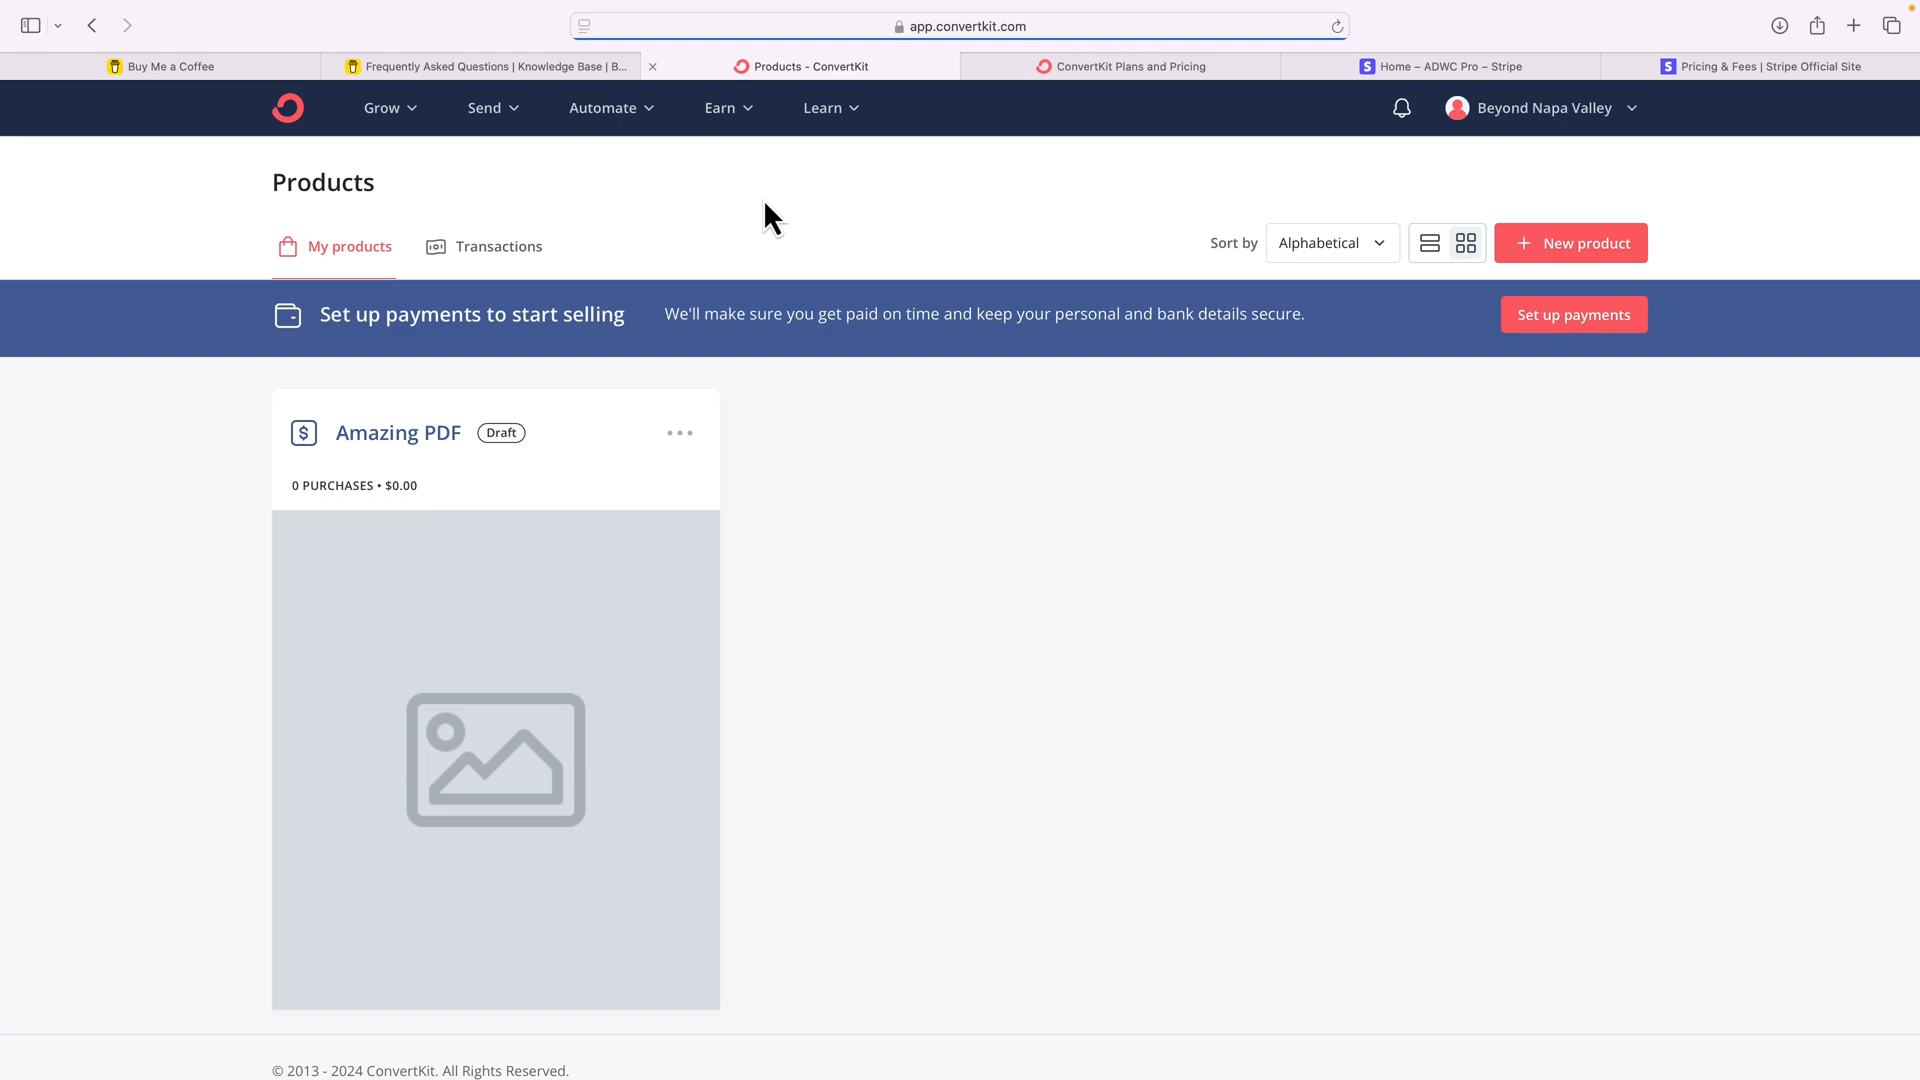 app.convertkit.com
Buy Me a Coffee
Frequently Asked Questions | Knowledge Base | B...
Products - ConvertKit
ConvertKit Plans and Pricing
Home – ADWC Pro – Stripe
Pricing & Fees | Stripe Official Site
Grow
Send
Automate
Earn
Learn
Beyond Napa Valley
Products
My products
Transactions
Sort by
Alphabetical
New product
Set up payments to start selling
We'll make sure you get paid on time and keep your personal and bank details secure.
Set up payments
Amazing PDF
Draft
0 PURCHASES • $0.00
© 2013 - 2024 ConvertKit. All Rights Reserved.